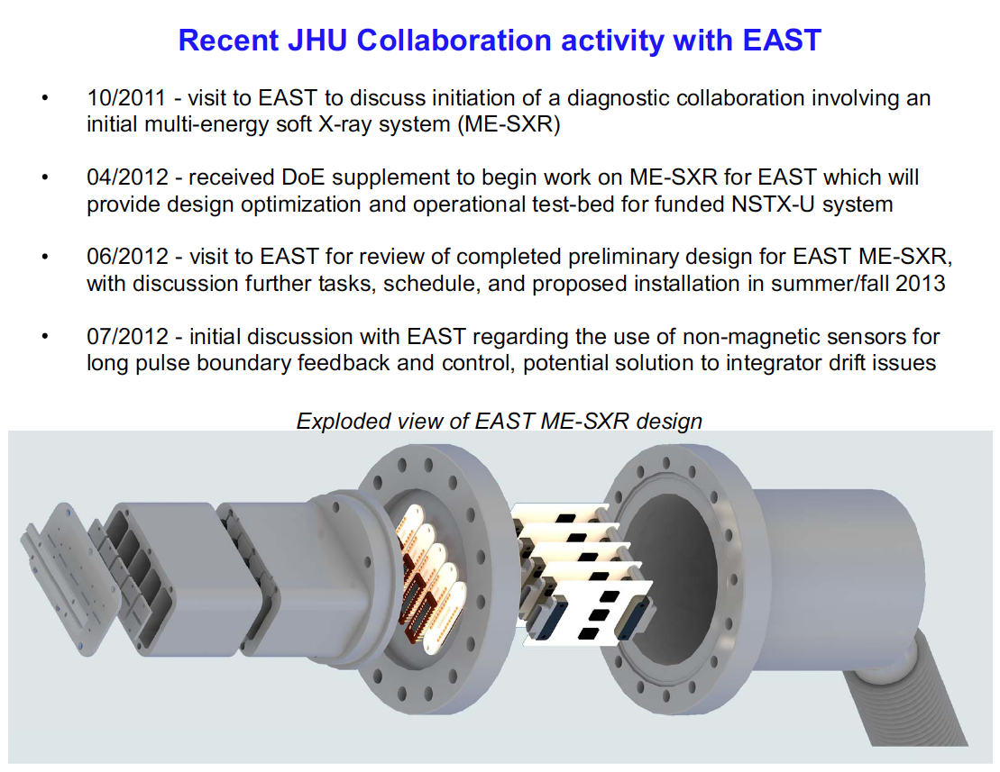 Recent JHU Collaboration activity with EAST
• 10/2011 - visit to EAST to discuss initiation of a diagnostic collaboration involving an
initial multi-energy soft X-ray system (ME-SXR)
• 04/2012 - received DoE supplement to begin work on ME-SXR for EAST which will
provide design optimization and operational test-bed for funded NSTX-U system
• 06/2012 - visit to EAST for review of completed preliminary design for EAST ME-SXR,
with discussion further tasks, schedule, and proposed installation in summer/fall 2013
• 07/2012 - initial discussion with EAST regarding the use of non-magnetic sensors for
long pulse boundary feedback and control, potential solution to integrator drift issues
Exploded view of EAST ME-SXR design